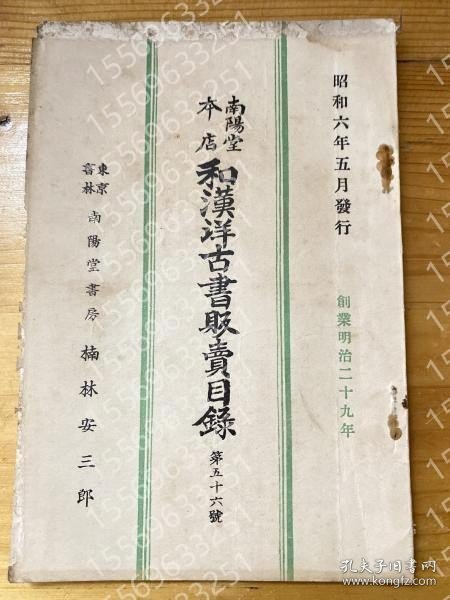 昭和六年五月發行
創業明治二十九年
南陽堂
本店
和漢洋古書販賣目錄
第五十六號
東京
書林
南陽堂書房 楠林安三郎
15569633251
孔夫子旧书网
kongfz.com